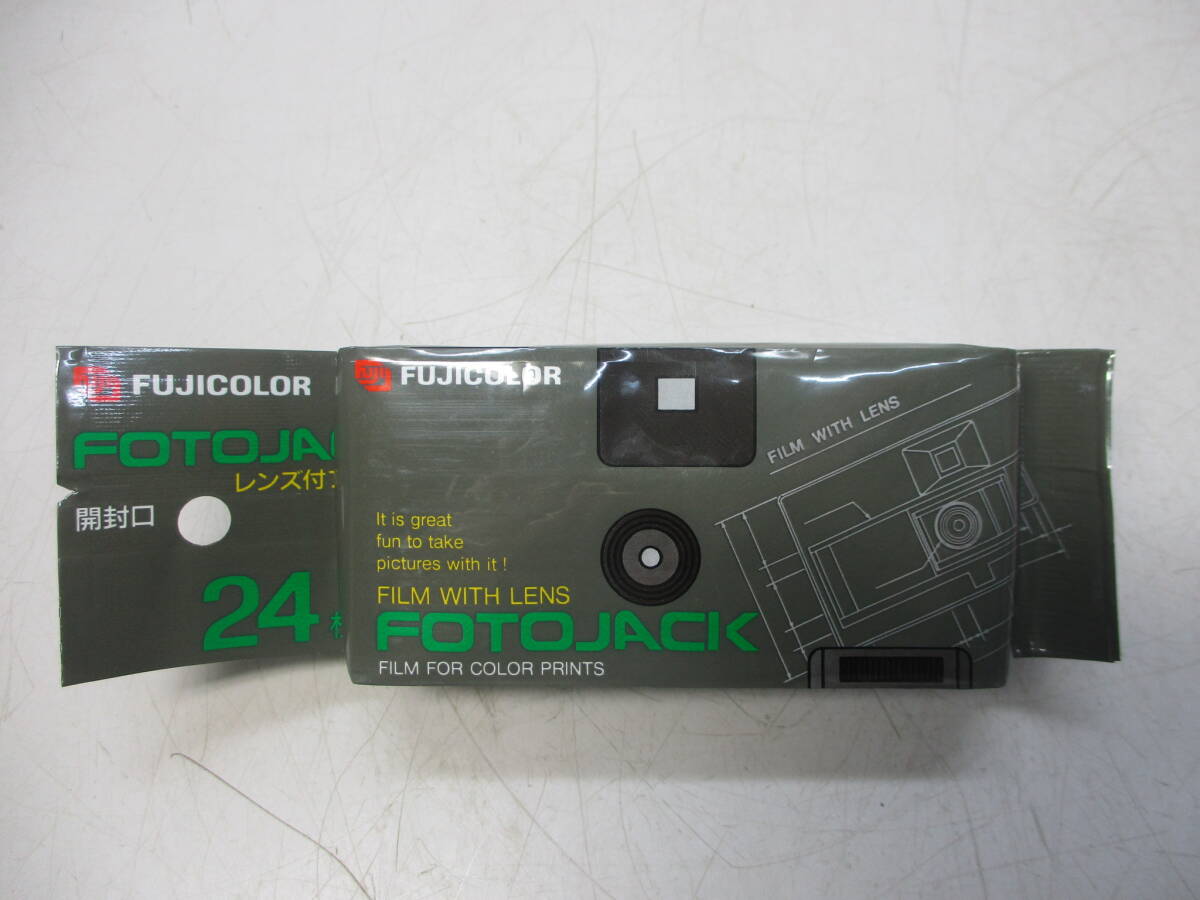 FUJICOLOR
FOTOJA
レンズ付
開封口
24
Fuji FUJICOLOR
FILM WITH LENS
It is great
fun to take
pictures with it !
FILM WITH LENS
FOTOJACK
FILM FOR COLOR PRINTS